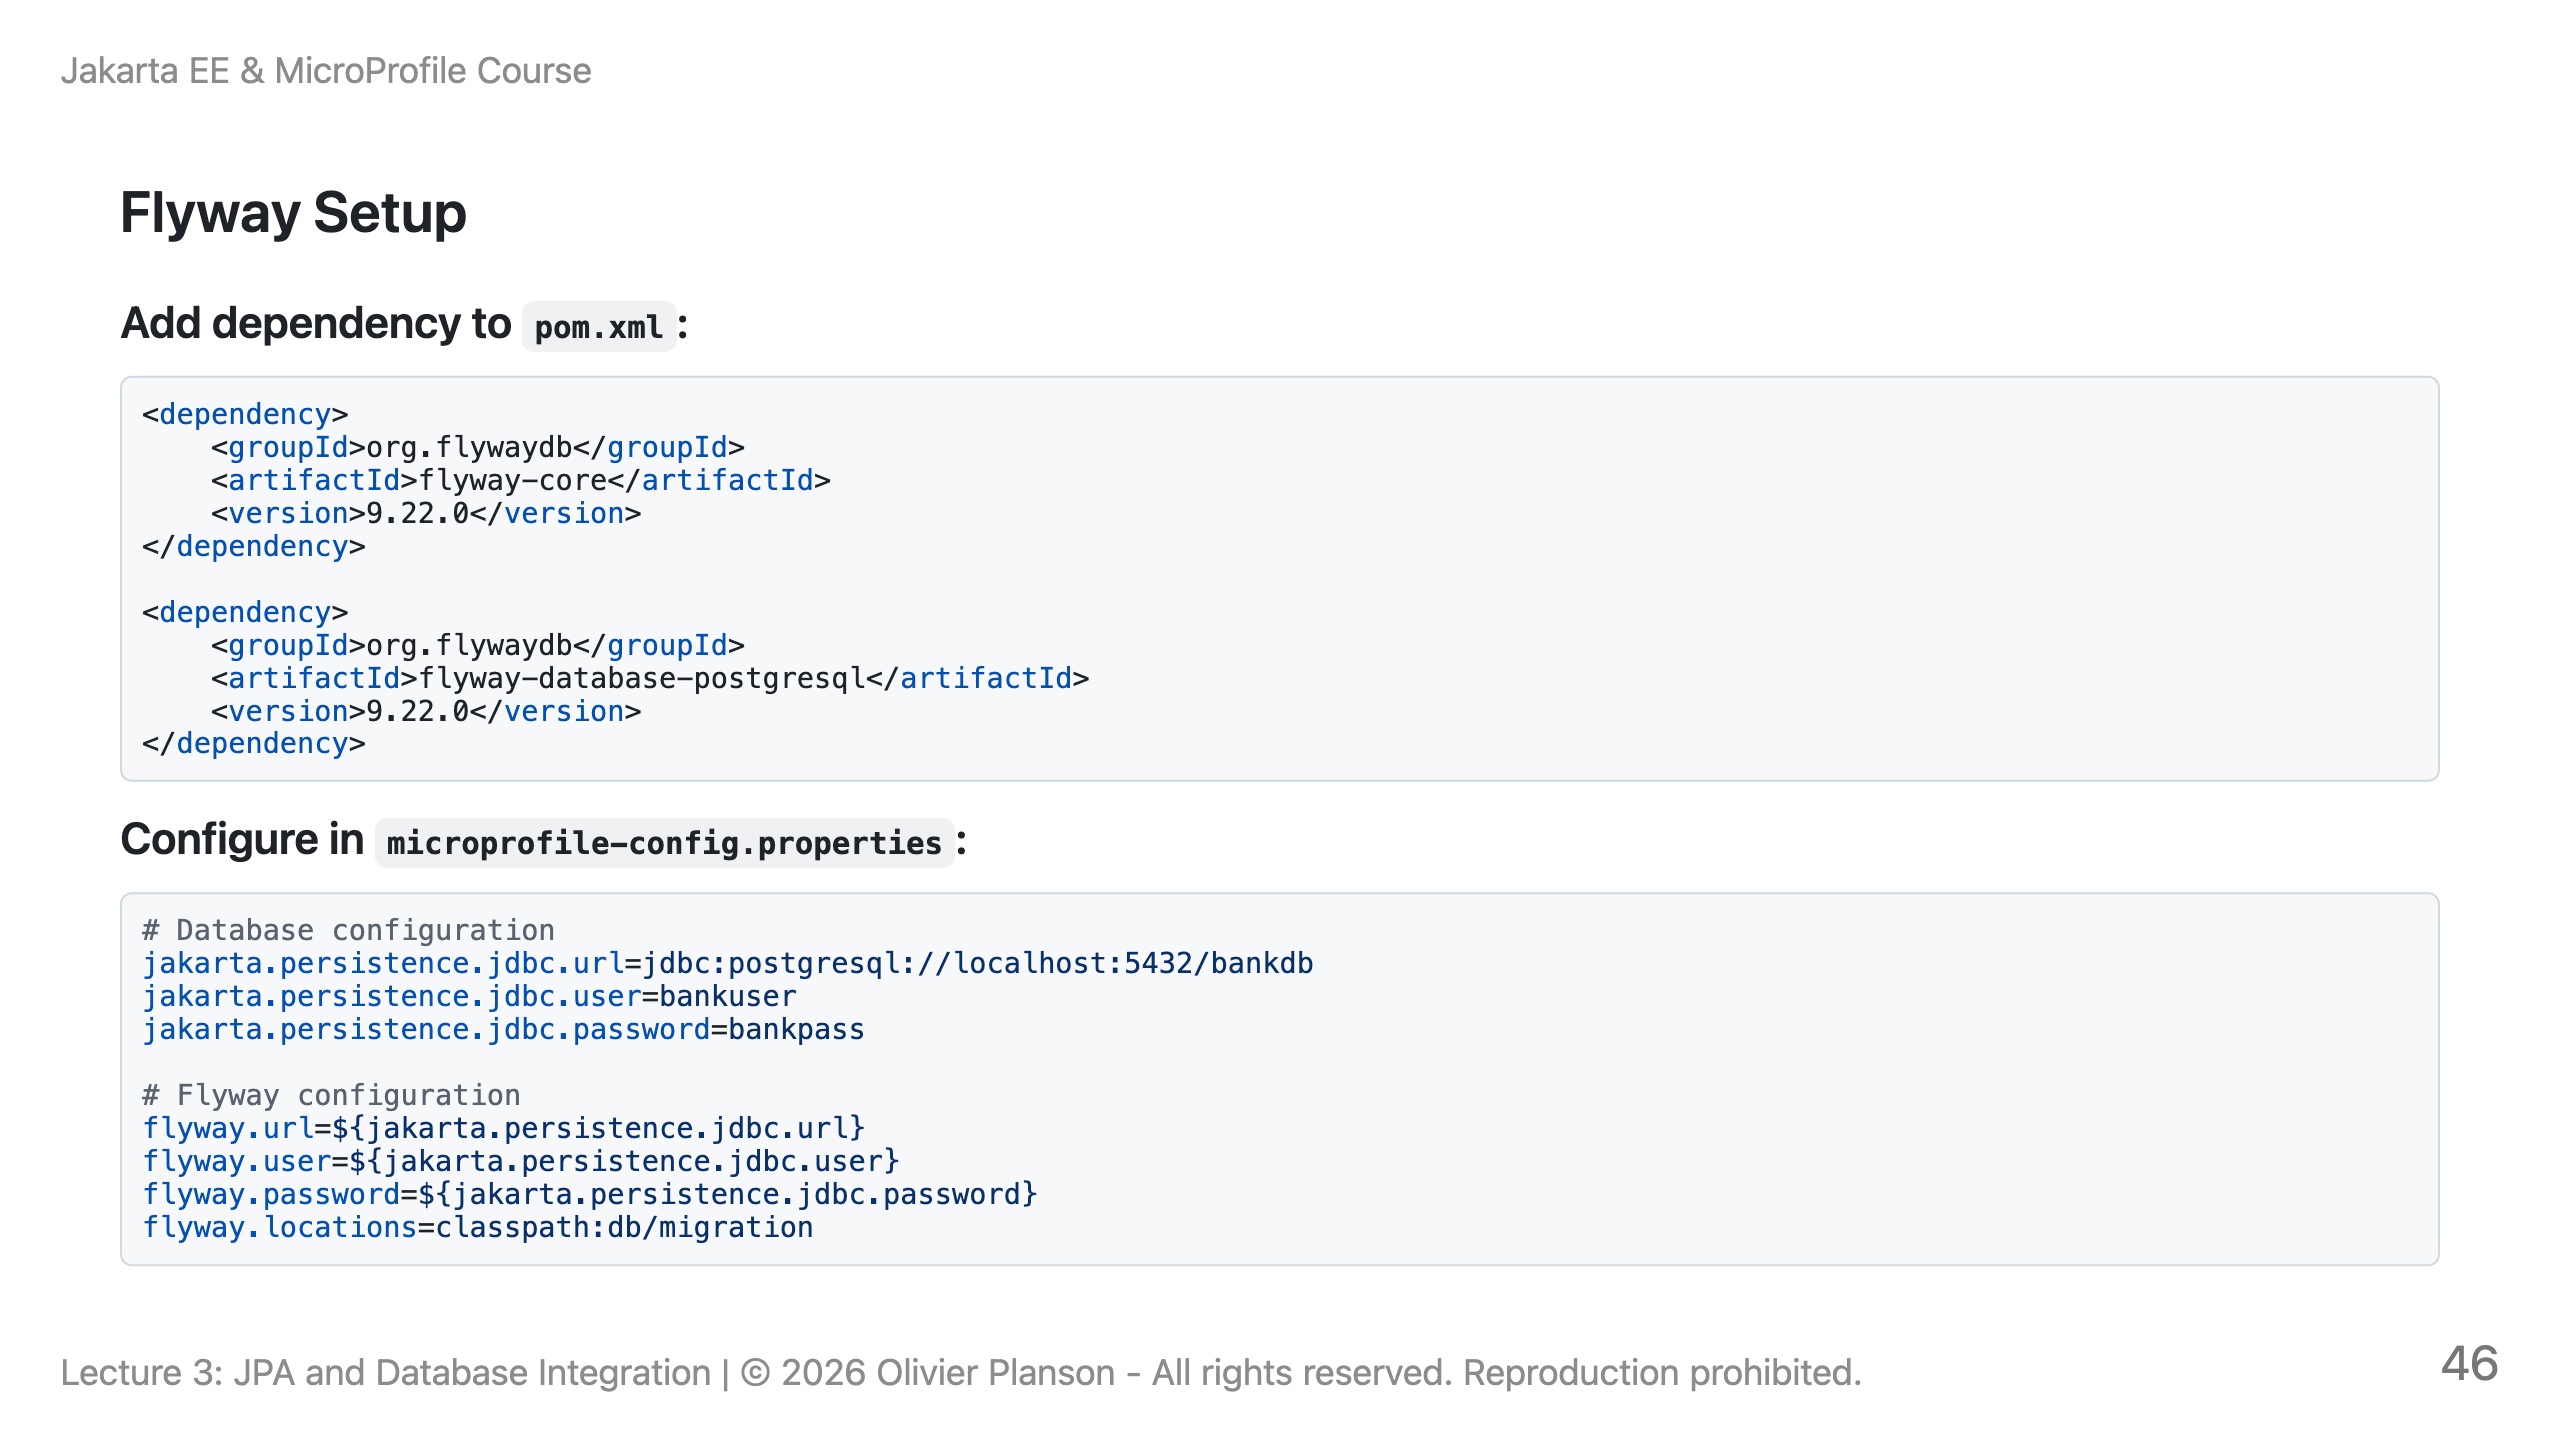 Jakarta EE & MicroProfile Course
Flyway Setup
Add dependency to pom.xml:
<dependency>
    <groupId>org.flywaydb</groupId>
    <artifactId>flyway-core</artifactId>
    <version>9.22.0</version>
</dependency>

<dependency>
    <groupId>org.flywaydb</groupId>
    <artifactId>flyway-database-postgresql</artifactId>
    <version>9.22.0</version>
</dependency>
Configure in microprofile-config.properties:
# Database configuration
jakarta.persistence.jdbc.url=jdbc:postgresql://localhost:5432/bankdb
jakarta.persistence.jdbc.user=bankuser
jakarta.persistence.jdbc.password=bankpass

# Flyway configuration
flyway.url=${jakarta.persistence.jdbc.url}
flyway.user=${jakarta.persistence.jdbc.user}
flyway.password=${jakarta.persistence.jdbc.password}
flyway.locations=classpath:db/migration
Lecture 3: JPA and Database Integration | © 2026 Olivier Planson - All rights reserved. Reproduction prohibited.
46